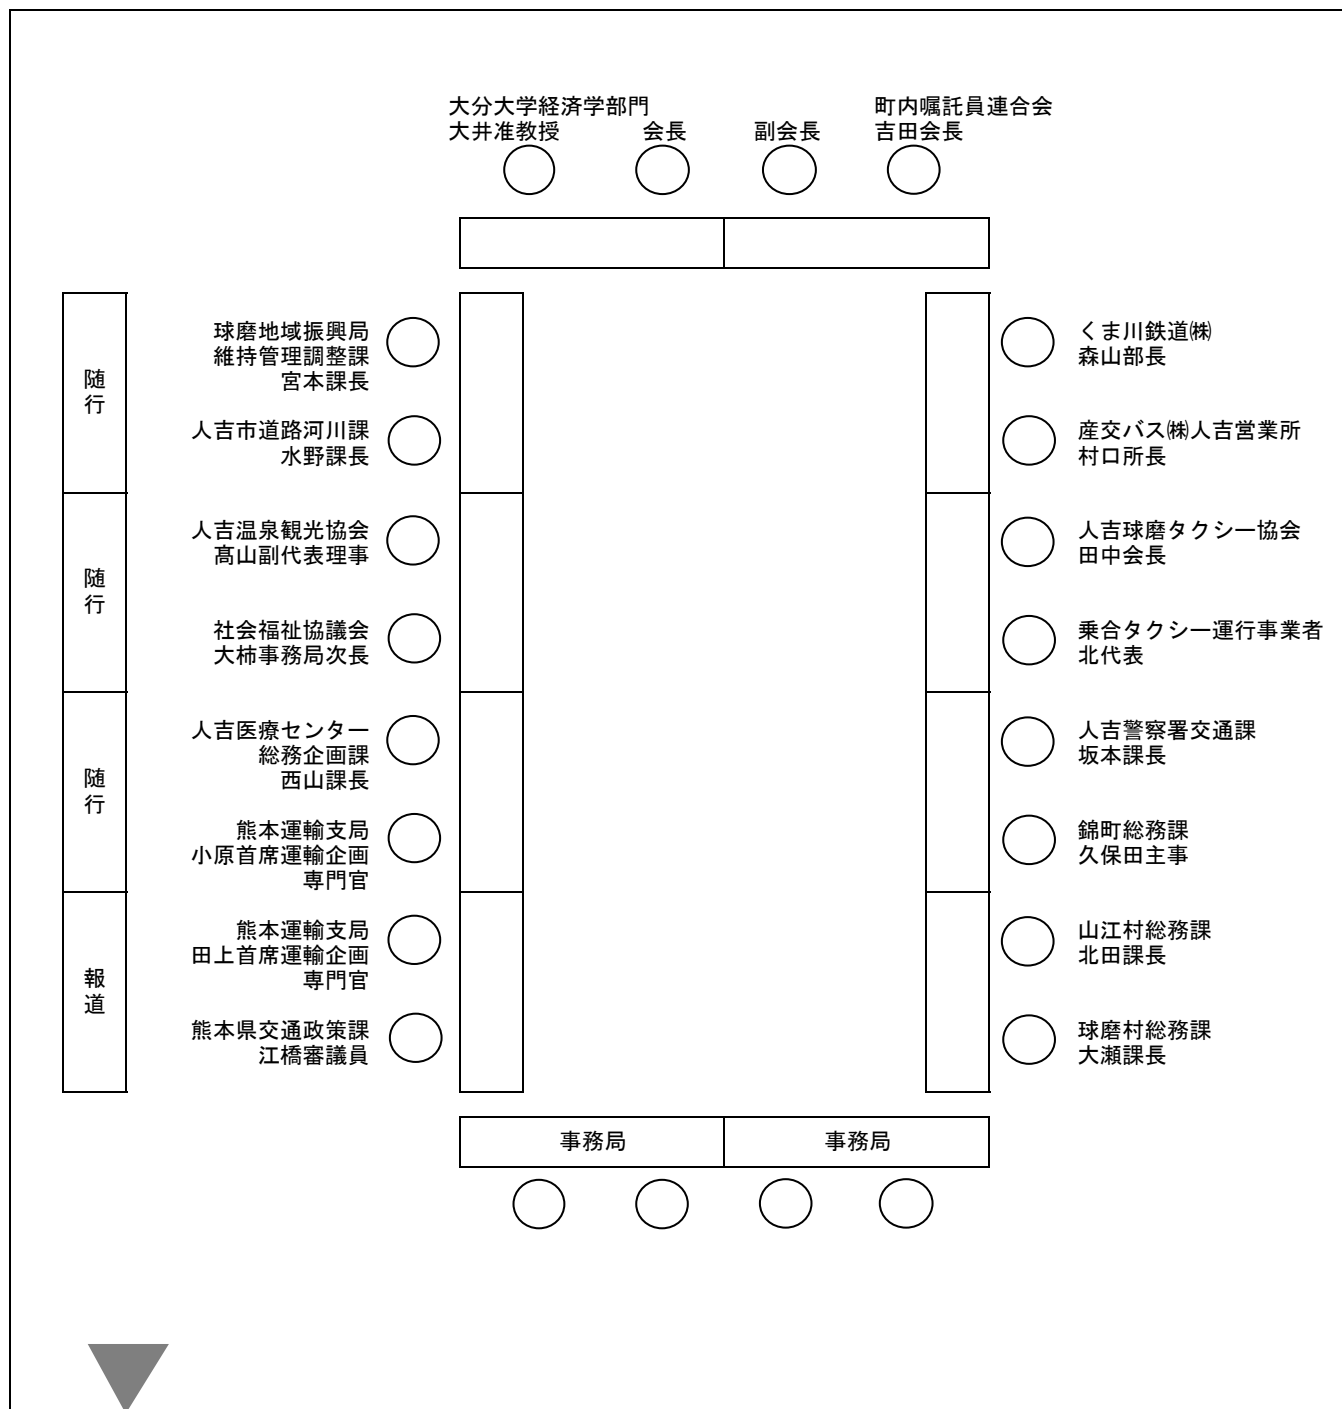 大分大学経済学部門
大井准教授
会長
副会長
町内嘱託員連合会
吉田会長
随行
随行
随行
報道
球磨地域振興局
維持管理調整課
宮本課長
人吉市道路河川課
水野課長
人吉温泉観光協会
髙山副代表理事
社会福祉協議会
大柿事務局次長
人吉医療センター
総務企画課
西山課長
熊本運輸支局
小原首席運輸企画
専門官
熊本運輸支局
田上首席運輸企画
専門官
熊本県交通政策課
江橋審議員
くま川鉄道㈱
森山部長
産交バス㈱人吉営業所
村口所長
人吉球磨タクシー協会
田中会長
乗合タクシー運行事業者
北代表
人吉警察署交通課
坂本課長
錦町総務課
久保田主事
山江村総務課
北田課長
球磨村総務課
大瀬課長
事務局
事務局